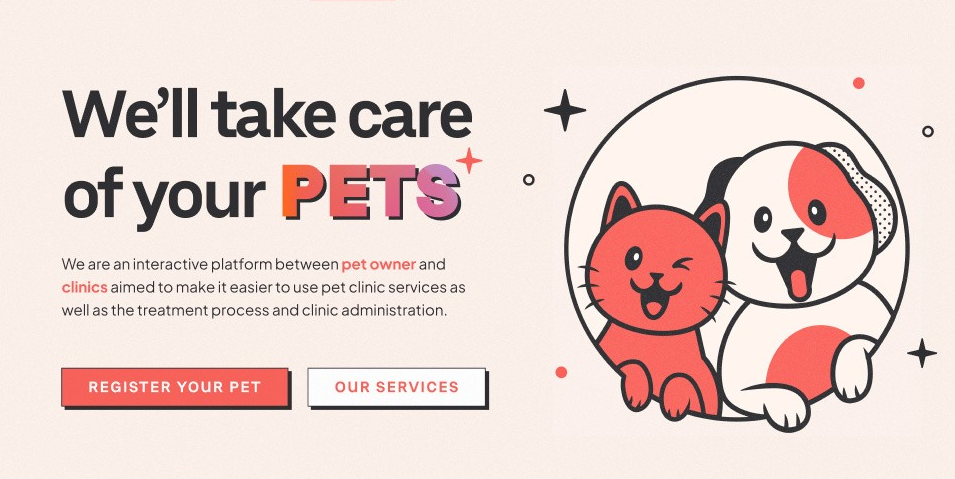 We’ll take care
of your PETS
We are an interactive platform between pet owner and
clinics aimed to make it easier to use pet clinic services as
well as the treatment process and clinic administration.
REGISTER YOUR PET
OUR SERVICES